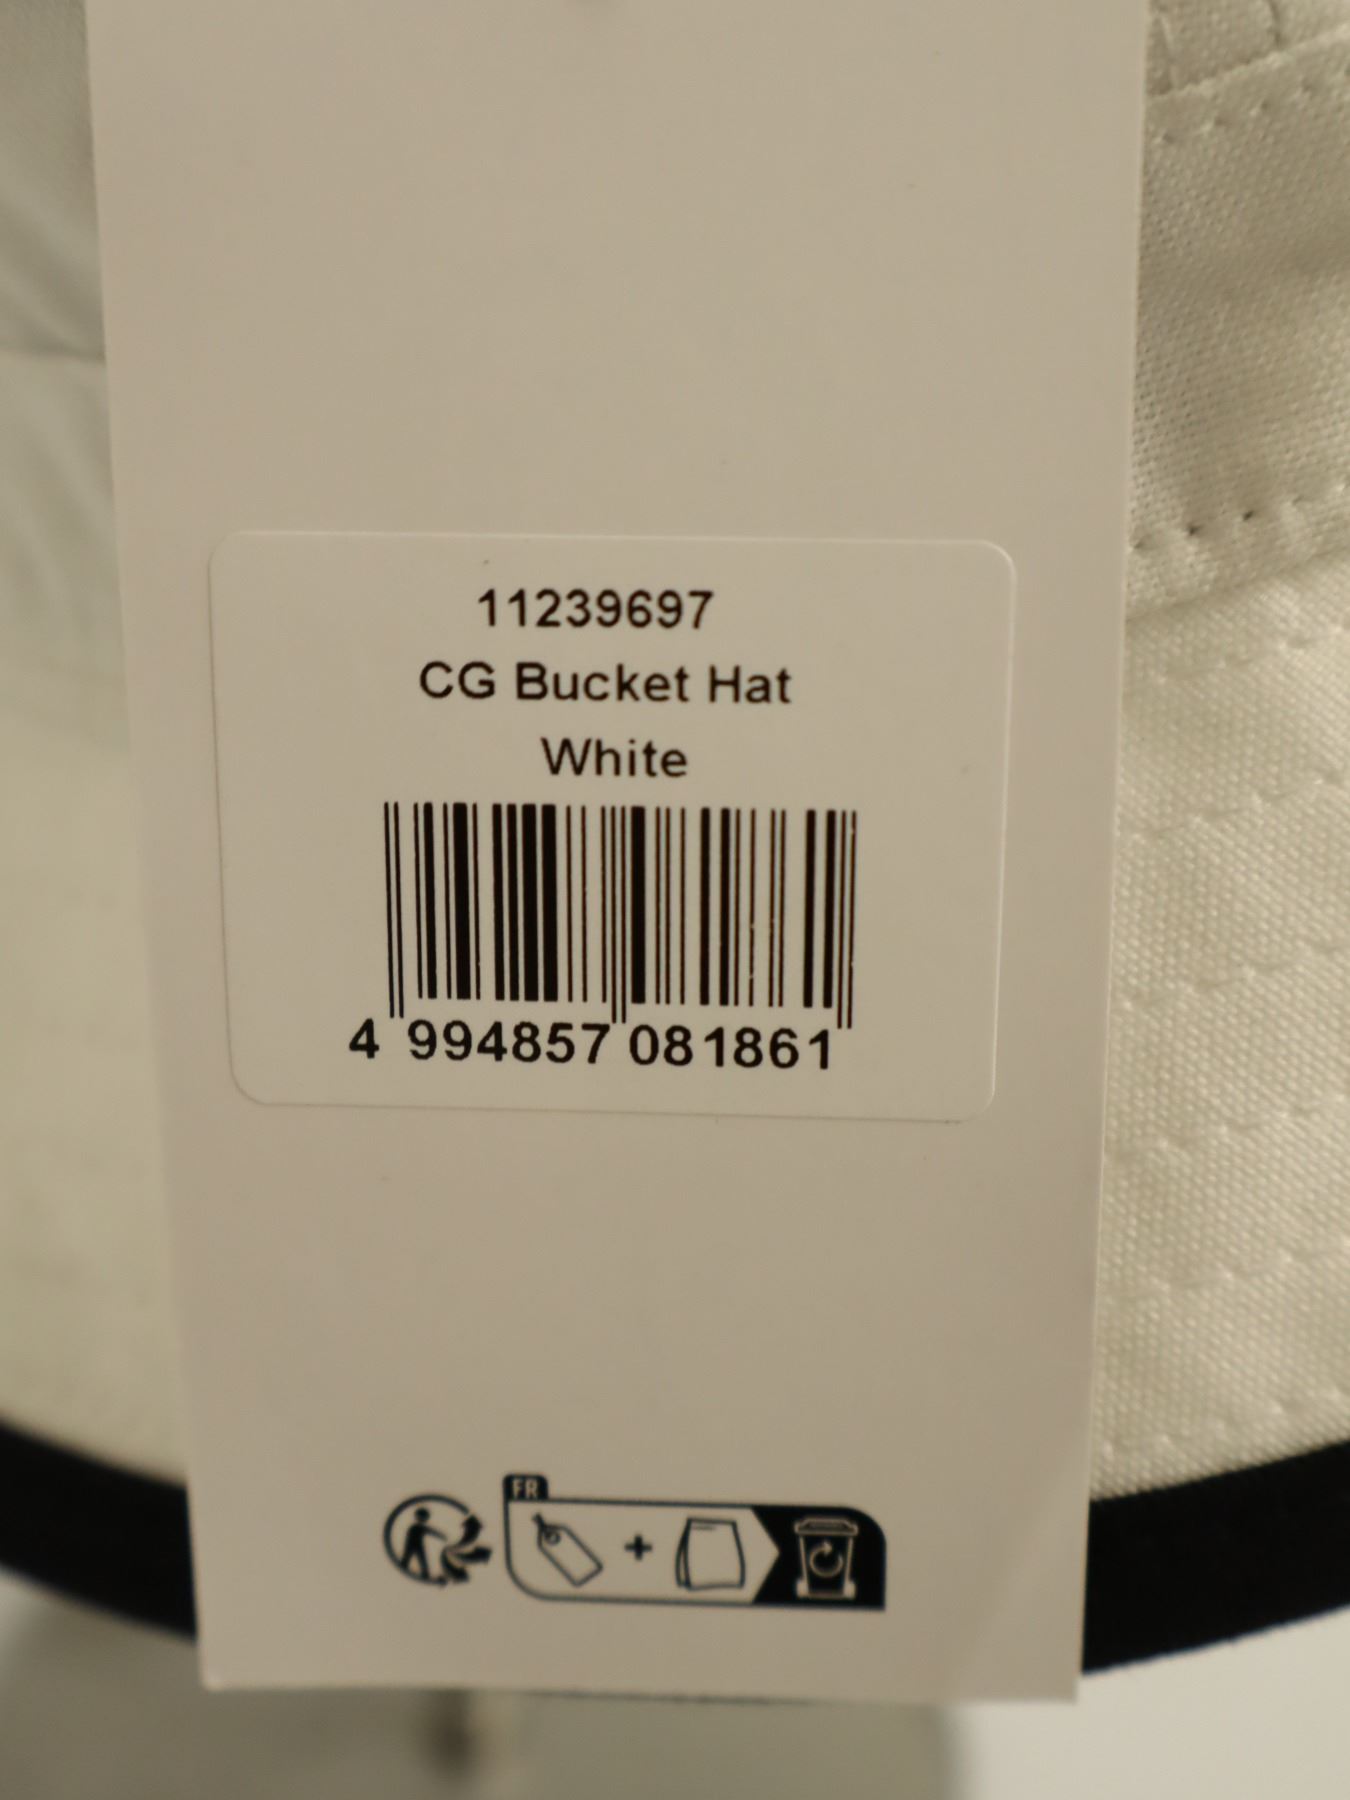 11239697
CG Bucket Hat
White
4 994857 081861
FR